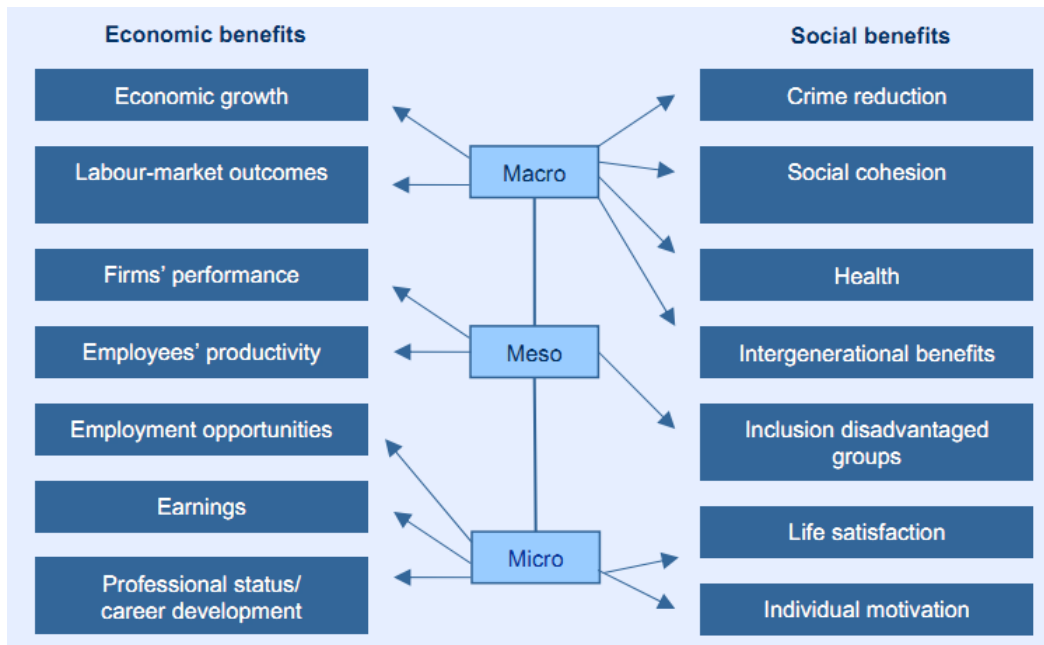 Economic benefits
Economic growth
Labour-market outcomes
Firms’ performance
Employees’ productivity
Employment opportunities
Earnings
Professional status/
career development
Macro
Meso
Micro
Social benefits
Crime reduction
Social cohesion
Health
Intergenerational benefits
Inclusion disadvantaged
groups
Life satisfaction
Individual motivation